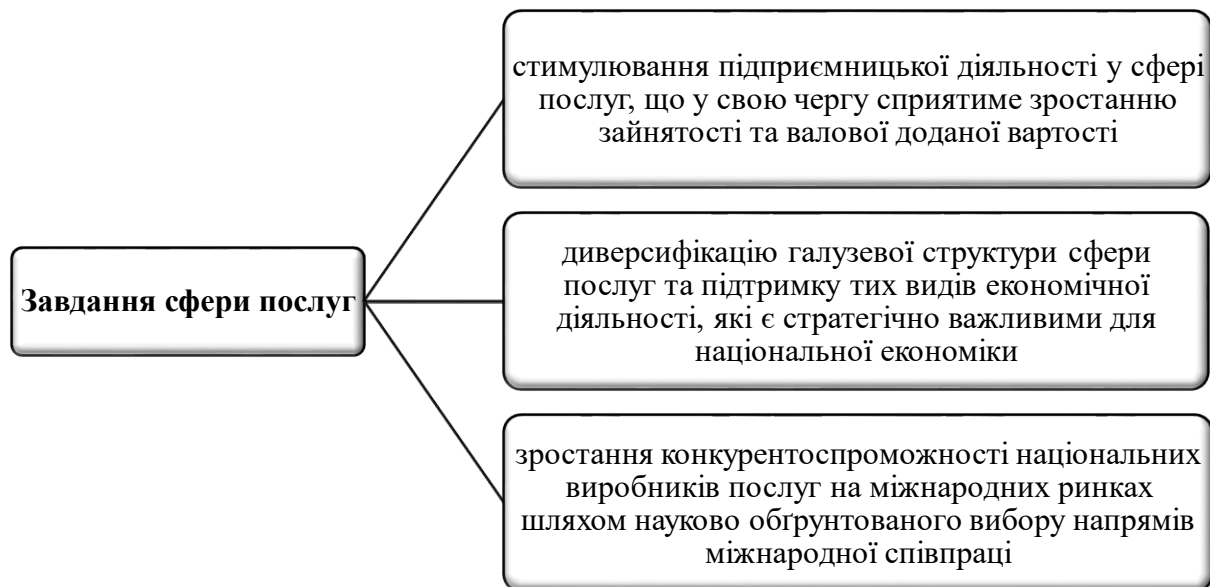 Завдання сфери послуг
стимулювання підприємницької діяльності у сфері
послуг, що у свою чергу сприятиме зростанню
зайнятості та валової доданої вартості
диверсифікацію галузевої структури сфери
послуг та підтримку тих видів економічної
діяльності, які є стратегічно важливими для
національної економіки
зростання конкурентоспроможності національних
виробників послуг на міжнародних ринках
шляхом науково обґрунтованого вибору напрямів
міжнародної співпраці